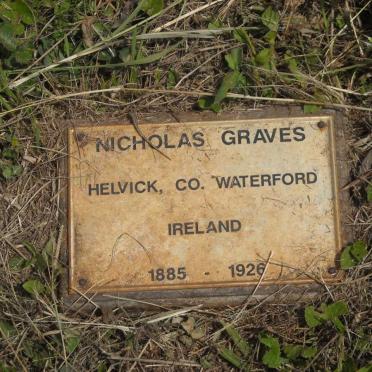 NICHOLAS GRAVES
HELVICK, CO. WATERFORD
IRELAND
1885 - 1926